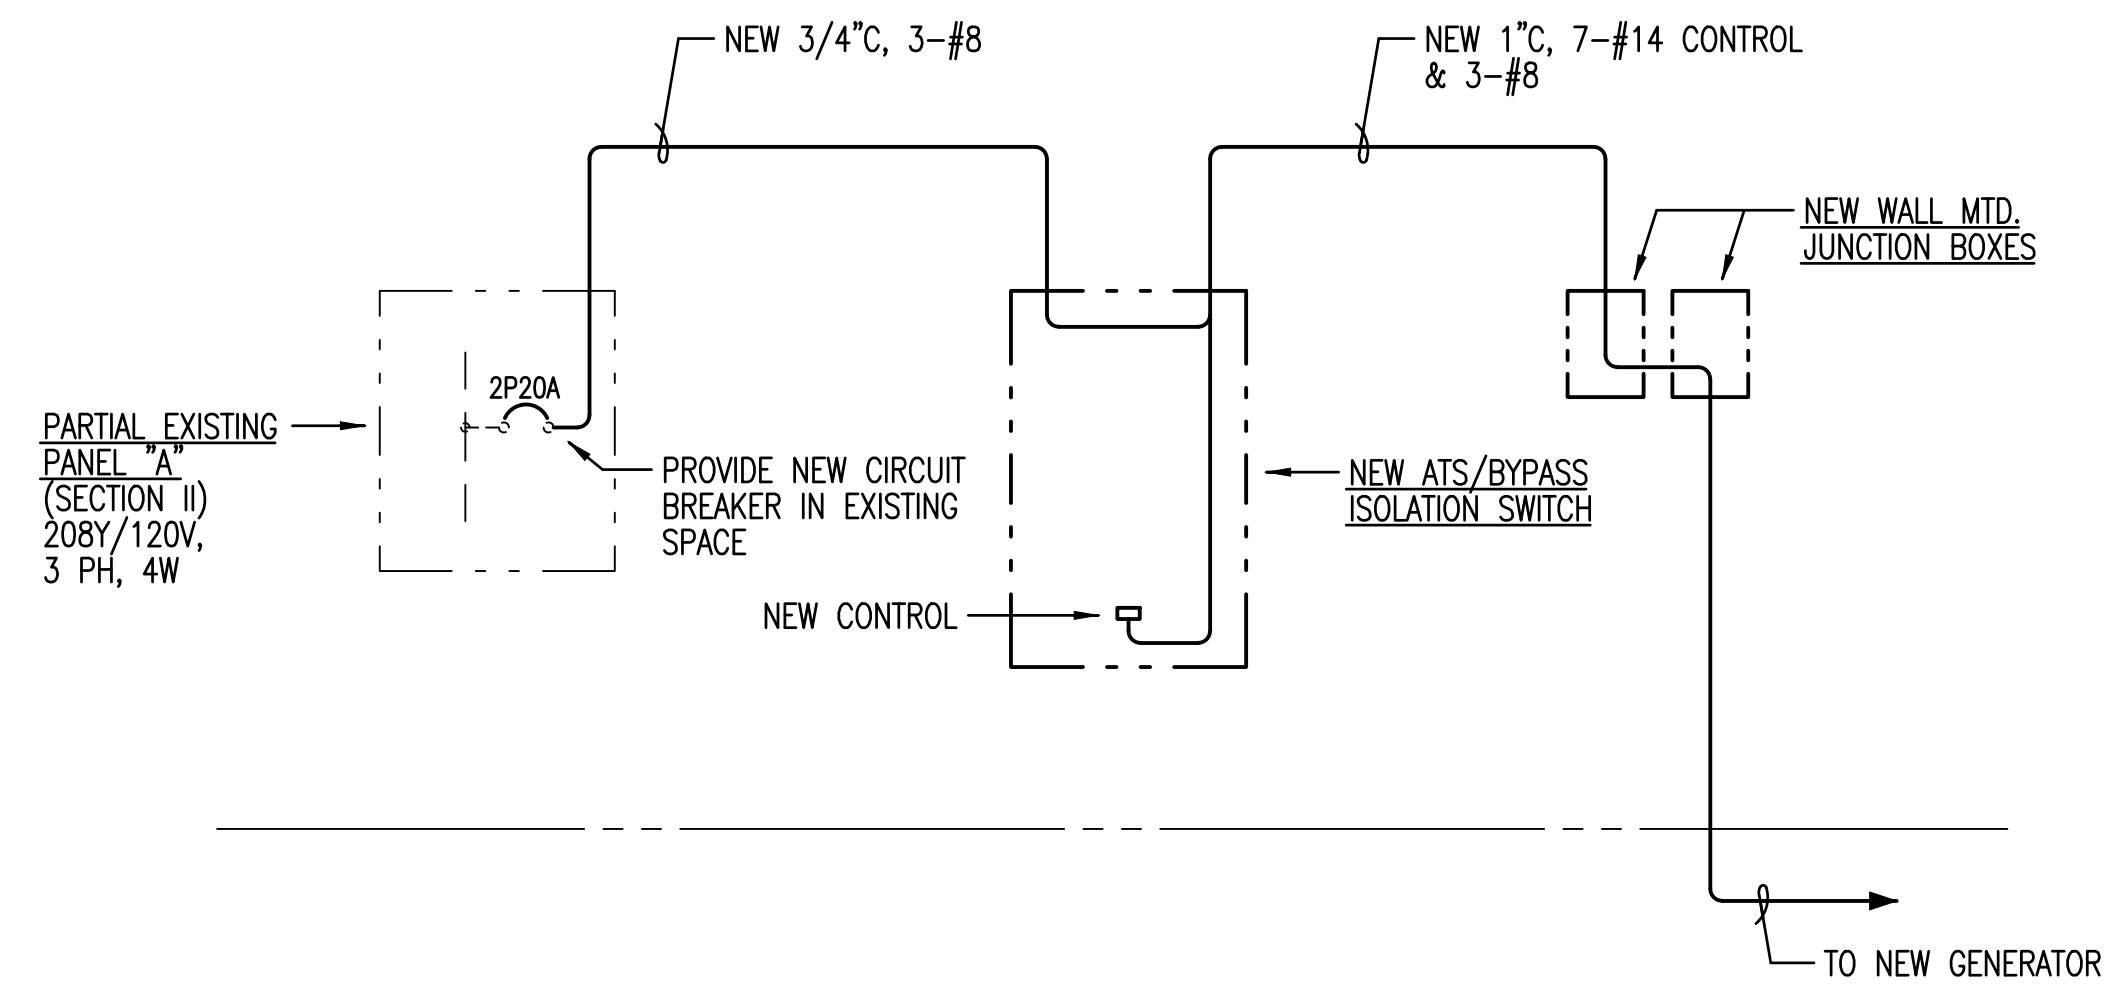 NEW 3/4"C, 3-#8
NEW 1"C, 7-#14 CONTROL
& 3-#8
NEW WALL MTD.
JUNCTION BOXES
2P20A
PARTIAL EXISTING
PANEL "A"
(SECTION II)
208Y/120V,
3 PH, 4W
PROVIDE NEW CIRCUIT
BREAKER IN EXISTING
SPACE
NEW ATS/BYPASS
ISOLATION SWITCH
NEW CONTROL
TO NEW GENERATOR